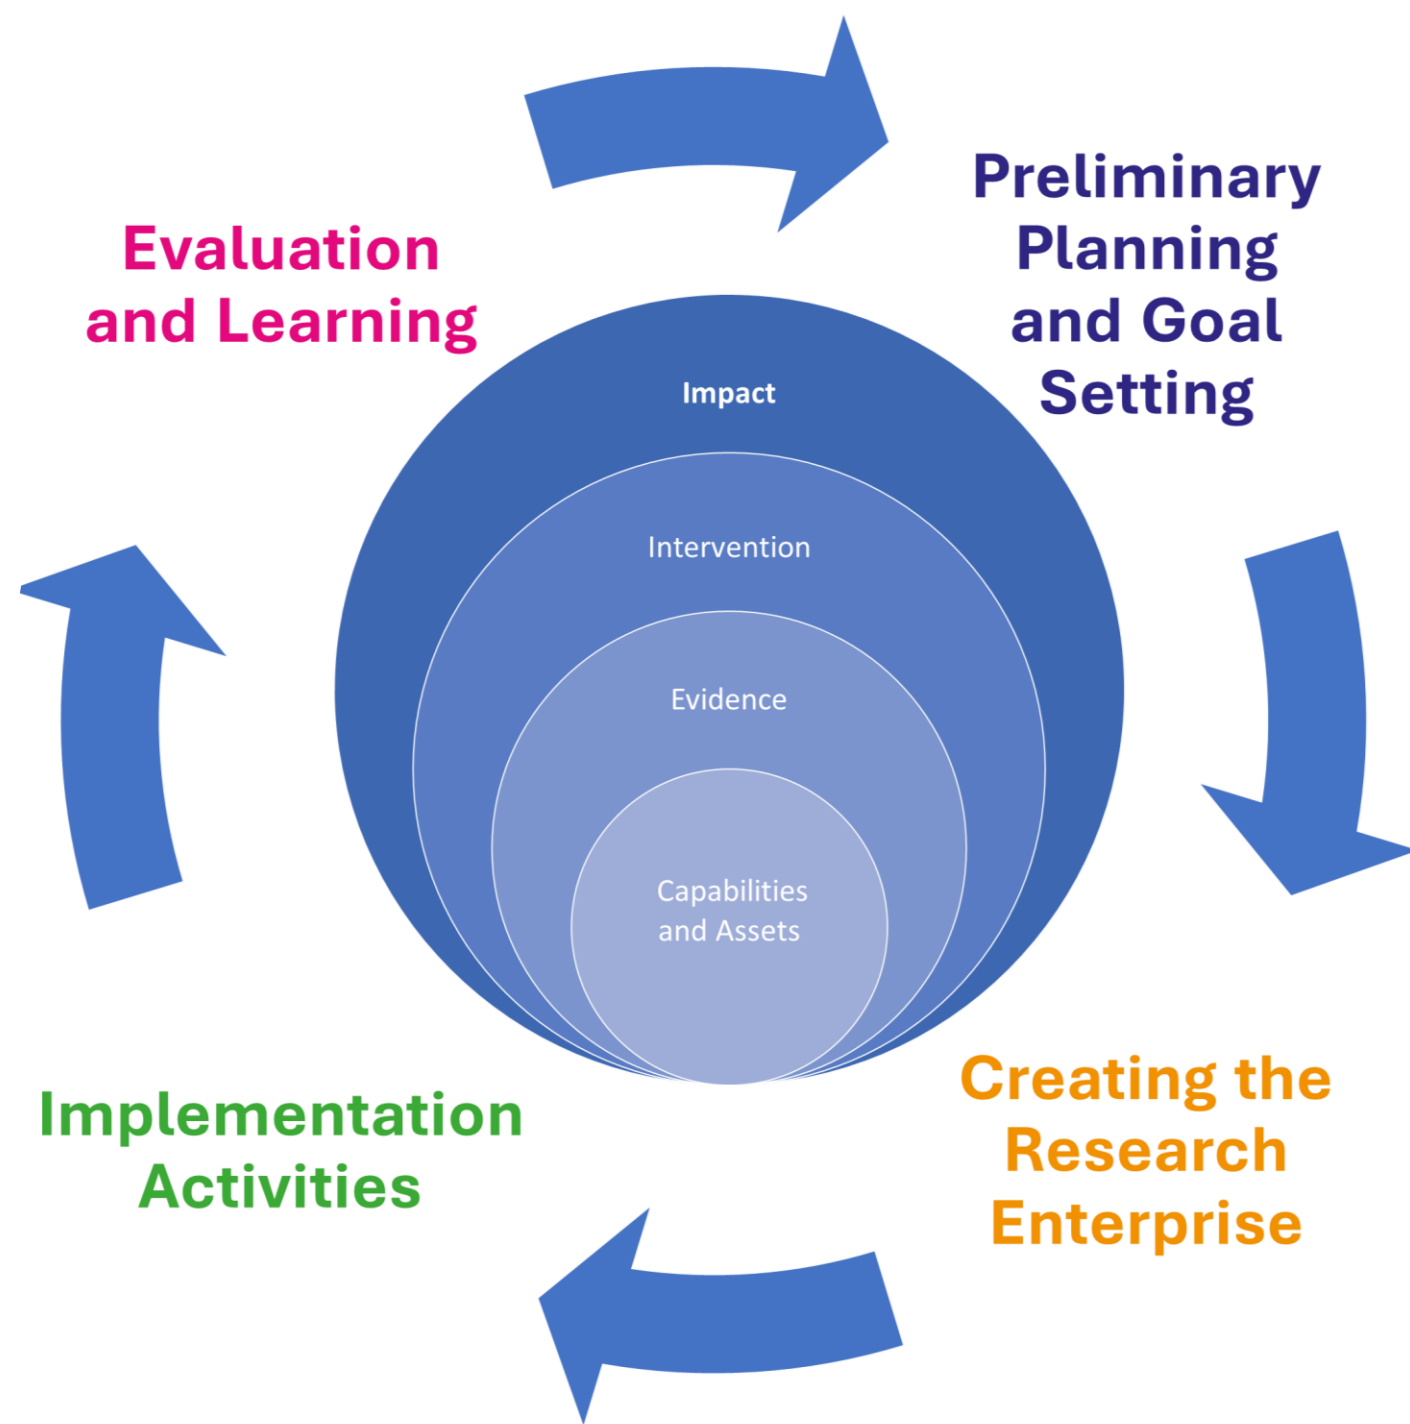 Preliminary
Planning
and Goal
Setting
Evaluation
and Learning
Impact
Intervention
Evidence
Capabilities
and Assets
Creating the
Research
Enterprise
Implementation
Activities